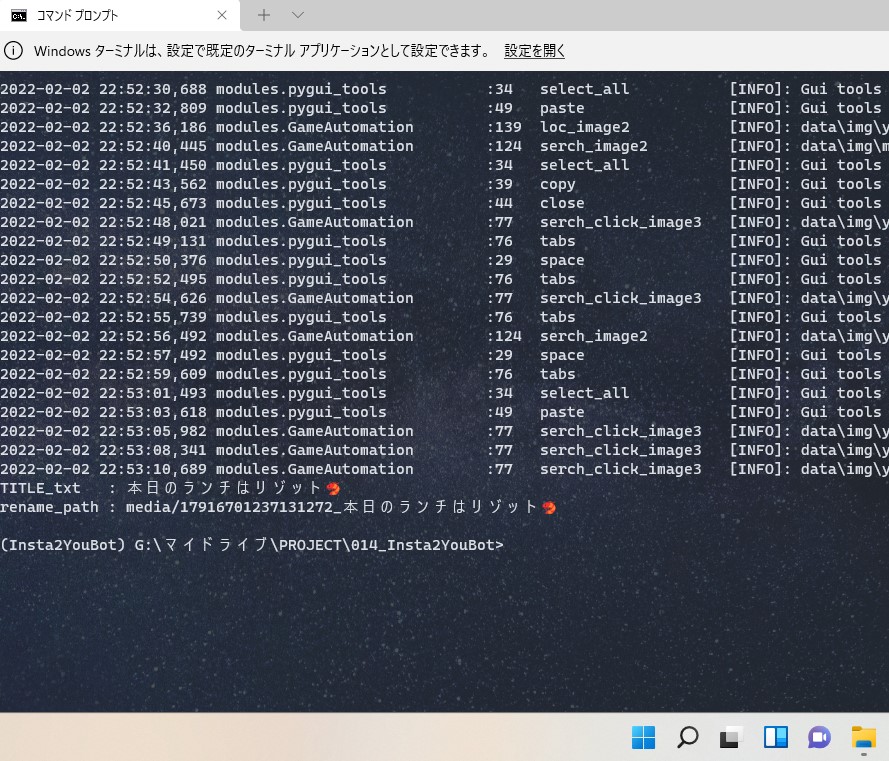 コマンド プロンプト
Windows ターミナルは、設定で既定のターミナル アプリケーションとして設定できます。 設定を開く
2022-02-02 22:52:30,688 modules.pygui_tools :34 select_all [INFO]: Gui tools
2022-02-02 22:52:32,809 modules.pygui_tools :49 paste [INFO]: Gui tools
2022-02-02 22:52:36,186 modules.GameAutomation :139 loc_image2 [INFO]: data\img\y
2022-02-02 22:52:40,445 modules.GameAutomation :124 serch_image2 [INFO]: data\img\m
2022-02-02 22:52:41,450 modules.pygui_tools :34 select_all [INFO]: Gui tools
2022-02-02 22:52:43,562 modules.pygui_tools :39 copy [INFO]: Gui tools
2022-02-02 22:52:45,673 modules.pygui_tools :44 close [INFO]: Gui tools
2022-02-02 22:52:48,021 modules.GameAutomation :77 serch_click_image3 [INFO]: data\img\y
2022-02-02 22:52:49,131 modules.pygui_tools :76 tabs [INFO]: Gui tools
2022-02-02 22:52:50,376 modules.pygui_tools :29 space [INFO]: Gui tools
2022-02-02 22:52:52,495 modules.pygui_tools :76 tabs [INFO]: Gui tools
2022-02-02 22:52:54,626 modules.GameAutomation :77 serch_click_image3 [INFO]: data\img\y
2022-02-02 22:52:55,739 modules.pygui_tools :76 tabs [INFO]: Gui tools
2022-02-02 22:52:56,492 modules.GameAutomation :124 serch_image2 [INFO]: data\img\y
2022-02-02 22:52:57,492 modules.pygui_tools :29 space [INFO]: Gui tools
2022-02-02 22:52:59,609 modules.pygui_tools :76 tabs [INFO]: Gui tools
2022-02-02 22:53:01,493 modules.pygui_tools :34 select_all [INFO]: Gui tools
2022-02-02 22:53:03,618 modules.pygui_tools :49 paste [INFO]: Gui tools
2022-02-02 22:53:05,982 modules.GameAutomation :77 serch_click_image3 [INFO]: data\img\y
2022-02-02 22:53:08,341 modules.GameAutomation :77 serch_click_image3 [INFO]: data\img\y
2022-02-02 22:53:10,689 modules.GameAutomation :77 serch_click_image3 [INFO]: data\img\y
TITLE_txt : 本日のランチはリゾット🦐
rename_path : media/17916701237131272_本日のランチはリゾット🦐
(Insta2YouBot) G:\マイドライブ\PROJECT\014_Insta2YouBot>